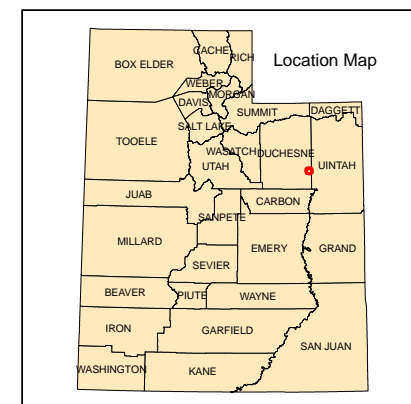 Location Map
CACHE
RICH
BOX ELDER
WEBER
MORGAN
DAVIS
SUMMIT
DAGGETT
SALT LAKE
TOOELE
WASATCH
DUCHESNE
UINTAH
UTAH
JUAB
CARBON
SANPETE
MILLARD
EMERY
GRAND
SEVIER
BEAVER
PIUTE
WAYNE
IRON
GARFIELD
SAN JUAN
WASHINGTON
KANE